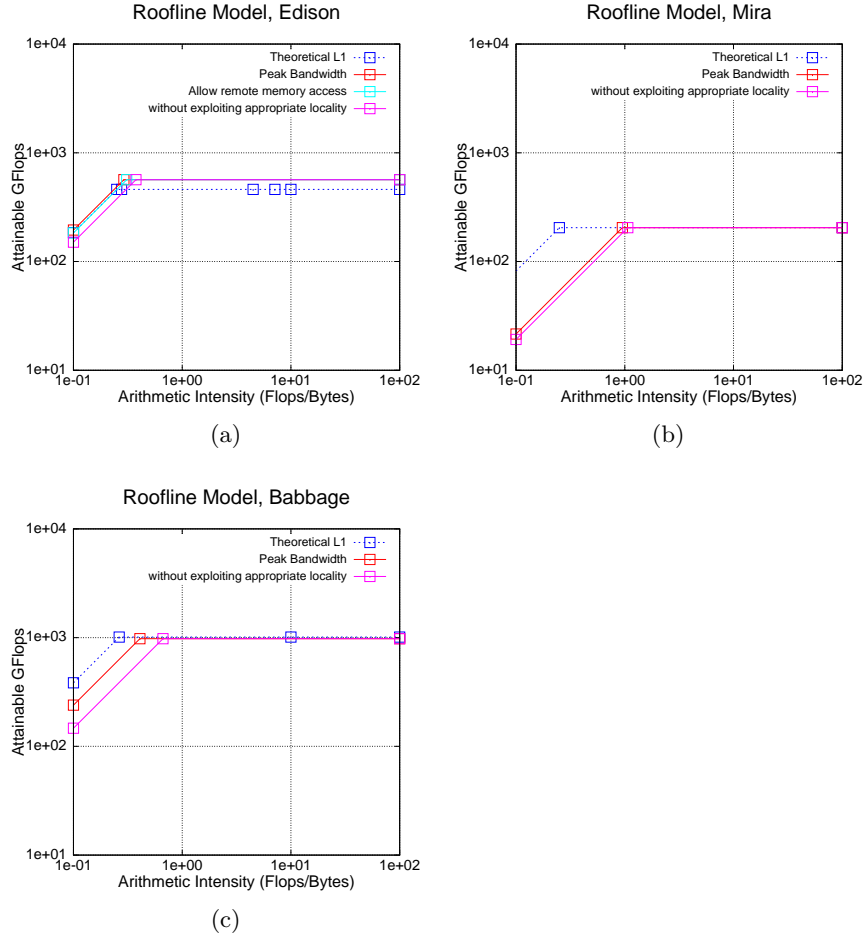 Roofline Model, Edison
1e+04
Theoretical L1
Peak Bandwidth
Allow remote memory access
without exploiting appropriate locality
1e+03
Attainable GFlops
1e+02
1e+01
1e-01
1e+00
1e+01
1e+02
Arithmetic Intensity (Flops/Bytes)
(a)
Roofline Model, Mira
1e+04
Theoretical L1
Peak Bandwidth
without exploiting appropriate locality
1e+03
Attainable GFlops
1e+02
1e+01
1e-01
1e+00
1e+01
1e+02
Arithmetic Intensity (Flops/Bytes)
(b)
Roofline Model, Babbage
1e+04
Theoretical L1
Peak Bandwidth
without exploiting appropriate locality
1e+03
Attainable GFlops
1e+02
1e+01
1e-01
1e+00
1e+01
1e+02
Arithmetic Intensity (Flops/Bytes)
(c)